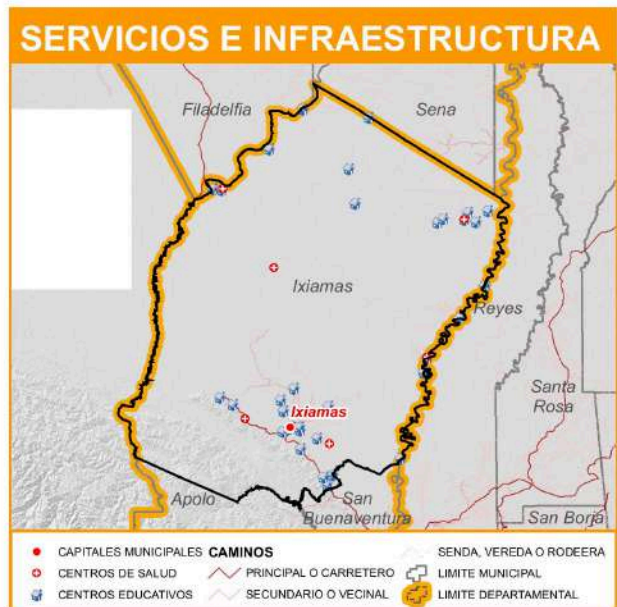 SERVICIOS E INFRAESTRUCTURA
Filadelfia
Sena
Ixiamas
Reyes
Santa
Rosa
Ixiamas
Apolo
San
Buenaventura
San Borja
CAPITALES MUNICIPALES
CENTROS DE SALUD
CENTROS EDUCATIVOS
CAMINOS
PRINCIPAL O CARRETERO
SECUNDARIO O VECINAL
SENDA, VEREDA O RODEERA
LIMITE MUNICIPAL
LIMITE DEPARTAMENTAL